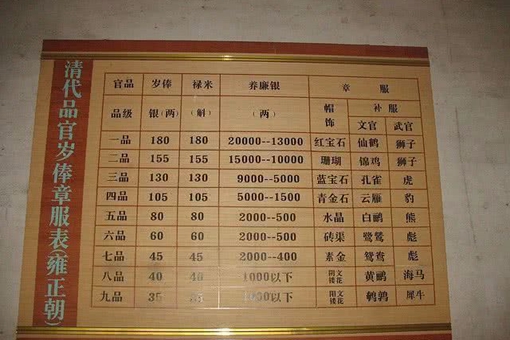 清代品官岁俸章服表(雍正朝)
官品 岁俸 禄米 养廉银 章 服
品级 银(两) (斛) (两) 帽饰 补服
文官 武官
一品 180 180 20000--13000 红宝石 仙鹤 狮子
二品 155 155 15000--10000 珊瑚 锦鸡 狮子
三品 130 130 9000--5000 蓝宝石 孔雀 虎
四品 105 105 5000--1500 青金石 云雁 豹
五品 80 80 2000--500 水晶 白鹇 熊
六品 60 60 2000--500 砗渠 鹭鸶 彪
七品 45 45 2000--400 素金 鸳鸯 彪
八品 40 40 1000以下 阴文镂花 黄鹂 海马
九品 35 以下 阳文镂花 鹌鹑 犀牛